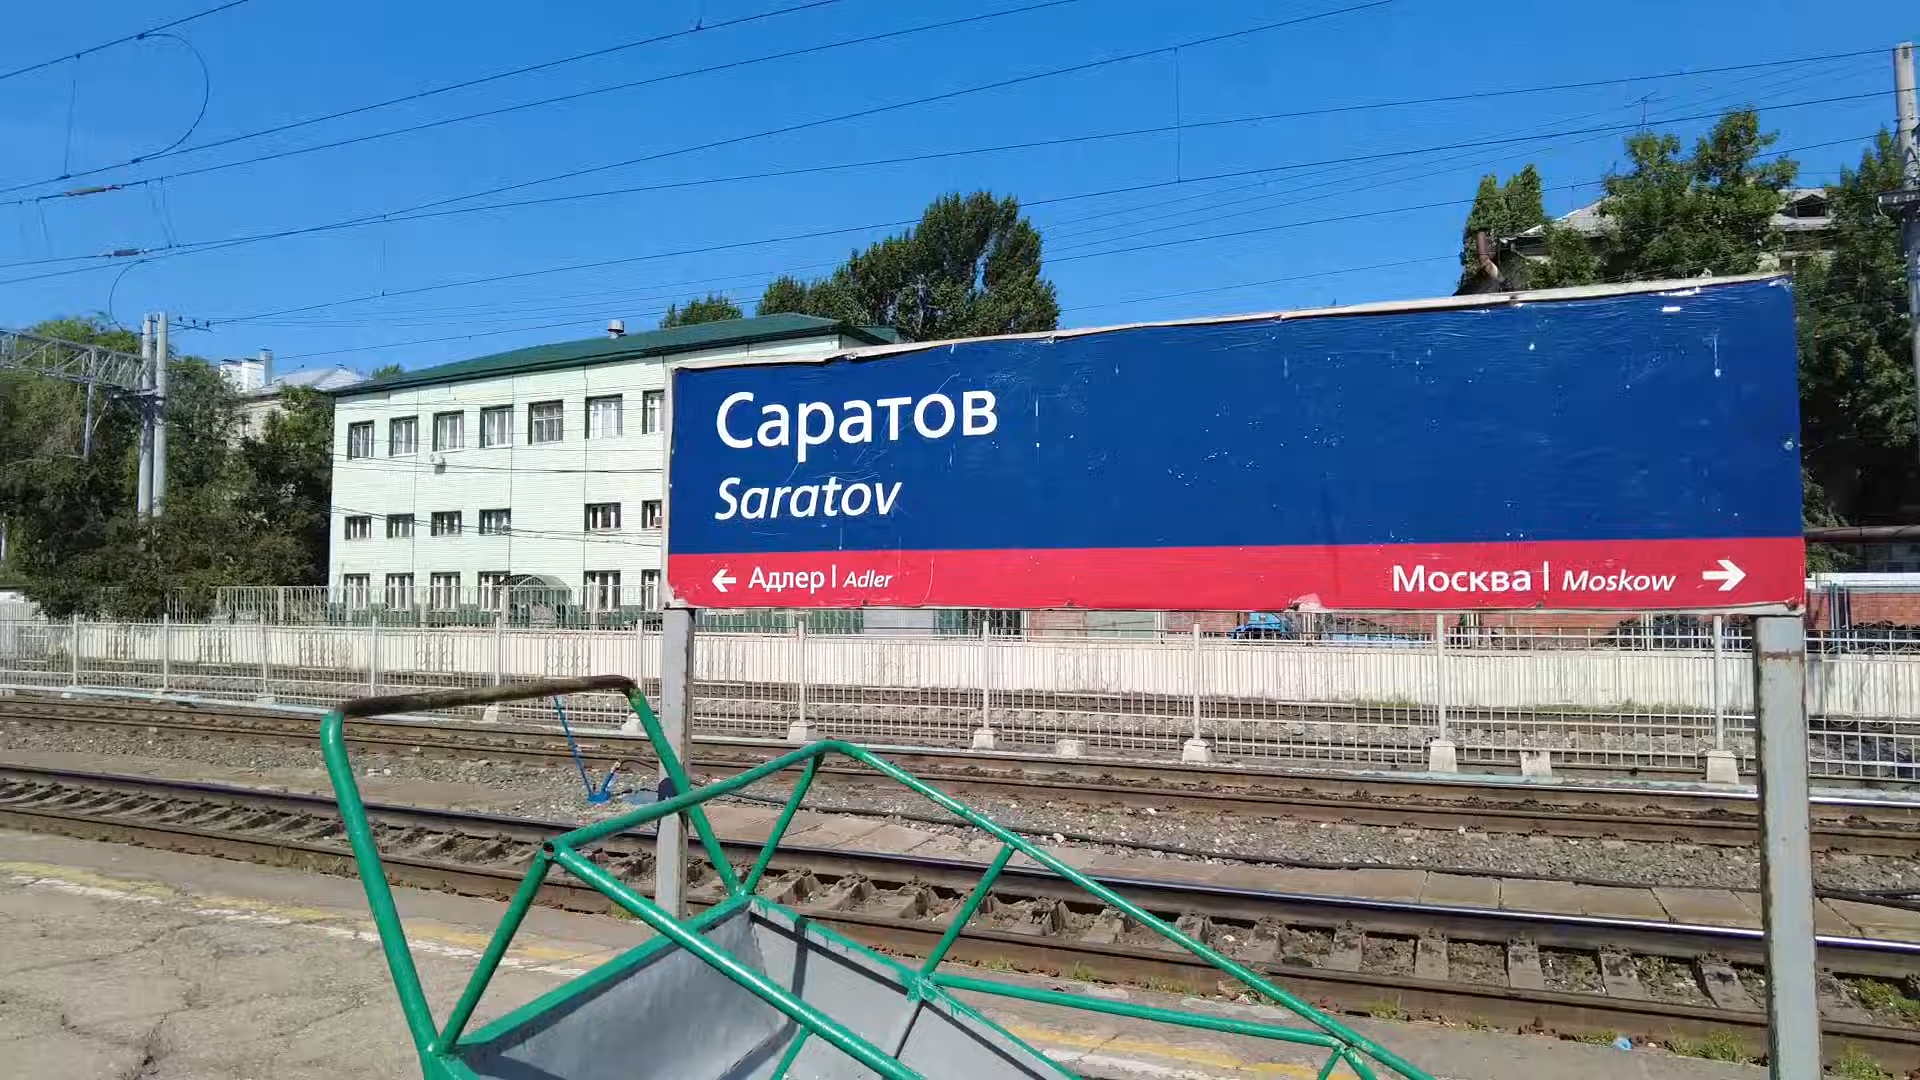 Саратов
Saratov
← Адлер | Adler
Москва | Moskow →